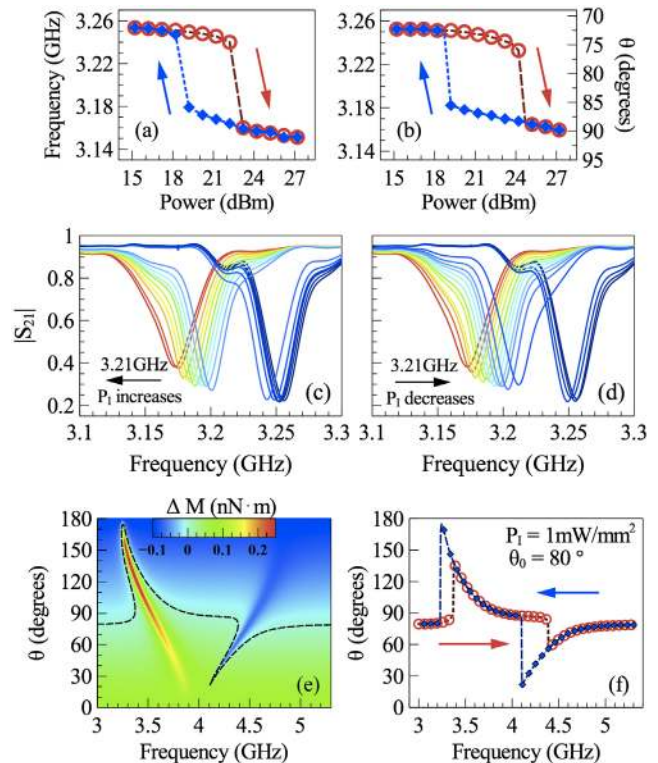 Frequency (GHz)
3.26
3.22
3.18
3.14
(a)
15 18 21 24 27
Power (dBm)
3.26
3.22
3.18
3.14
(b)
15 18 21 24 27
Power (dBm)
70
75
80
85
90
95
θ (degrees)
|S21|
1
0.8
0.6
0.4
0.2
3.21GHz
PI increases
(c)
3.1 3.15 3.2 3.25 3.3
Frequency (GHz)
3.21GHz
PI decreases
(d)
3.1 3.15 3.2 3.25 3.3
Frequency (GHz)
θ (degrees)
180
150
120
90
60
30
0
Δ M (nN·m)
−0.1 0 0.1 0.2
(e)
3 3.5 4 4.5 5
Frequency (GHz)
θ (degrees)
180
150
120
90
60
30
0
PI = 1mW/mm²
θ0 = 80 °
(f)
3 3.5 4 4.5 5
Frequency (GHz)